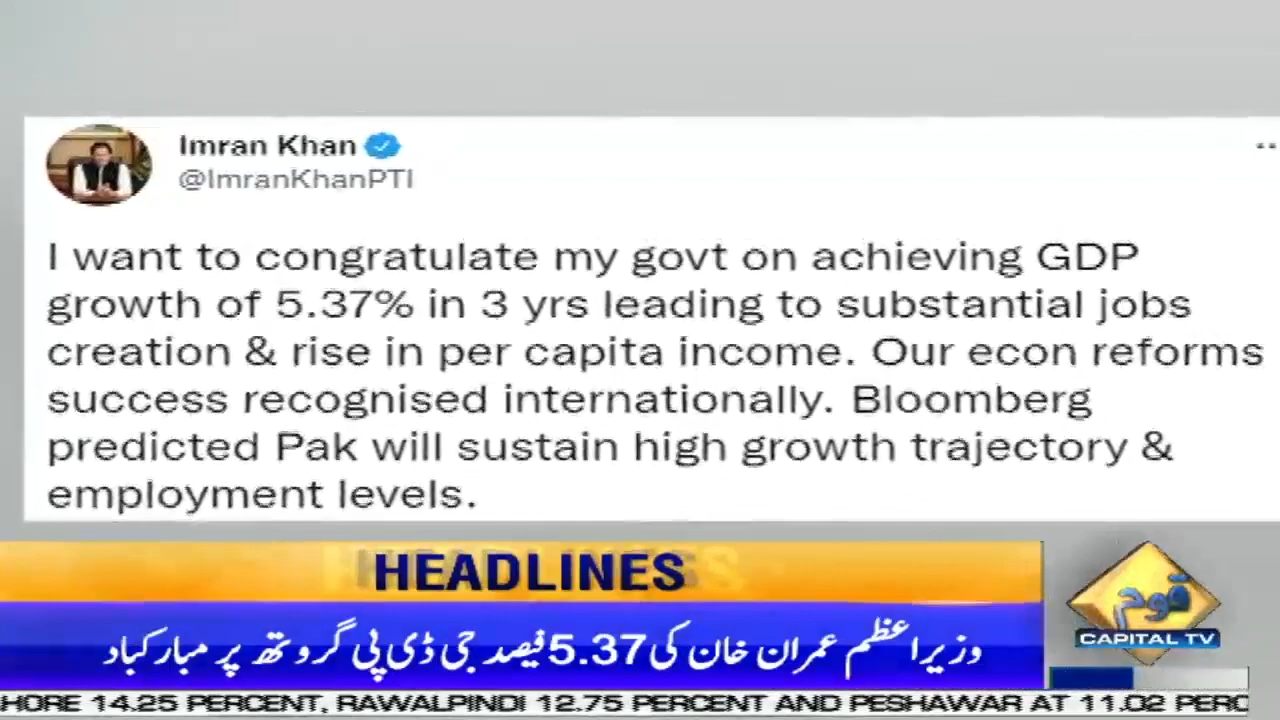 Imran Khan
@ImranKhanPTI
I want to congratulate my govt on achieving GDP
growth of 5.37% in 3 yrs leading to substantial jobs
creation & rise in per capita income. Our econ reforms
success recognised internationally. Bloomberg
predicted Pak will sustain high growth trajectory &
employment levels.
HEADLINES
وزیراعظم عمران خان کی 5.37 فیصد جی ڈی پی گروتھ پر مبارکباد
قوم
CAPITAL TV
HORE 14.25 PERCENT, RAWALPINDI 12.75 PERCENT AND PESHAWAR AT 11.02 PERC